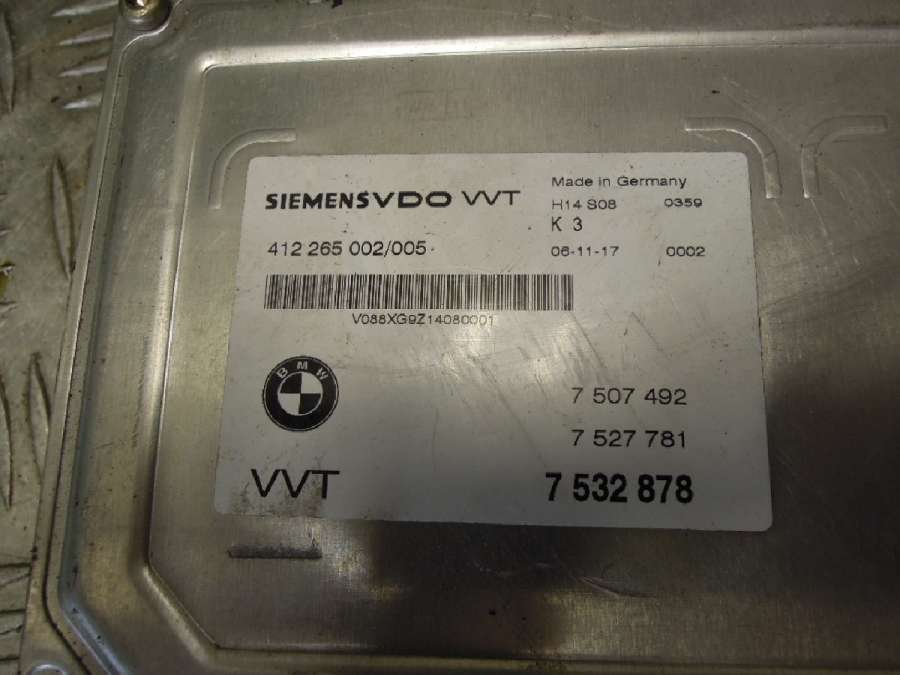 SIEMENS VDO VVT
Made in Germany
H14 S08 0359
K 3
412 265 002/005
06-11-17 0002
V088XG9Z14080001
BMW
7 507 492
7 527 781
VVT 7 532 878